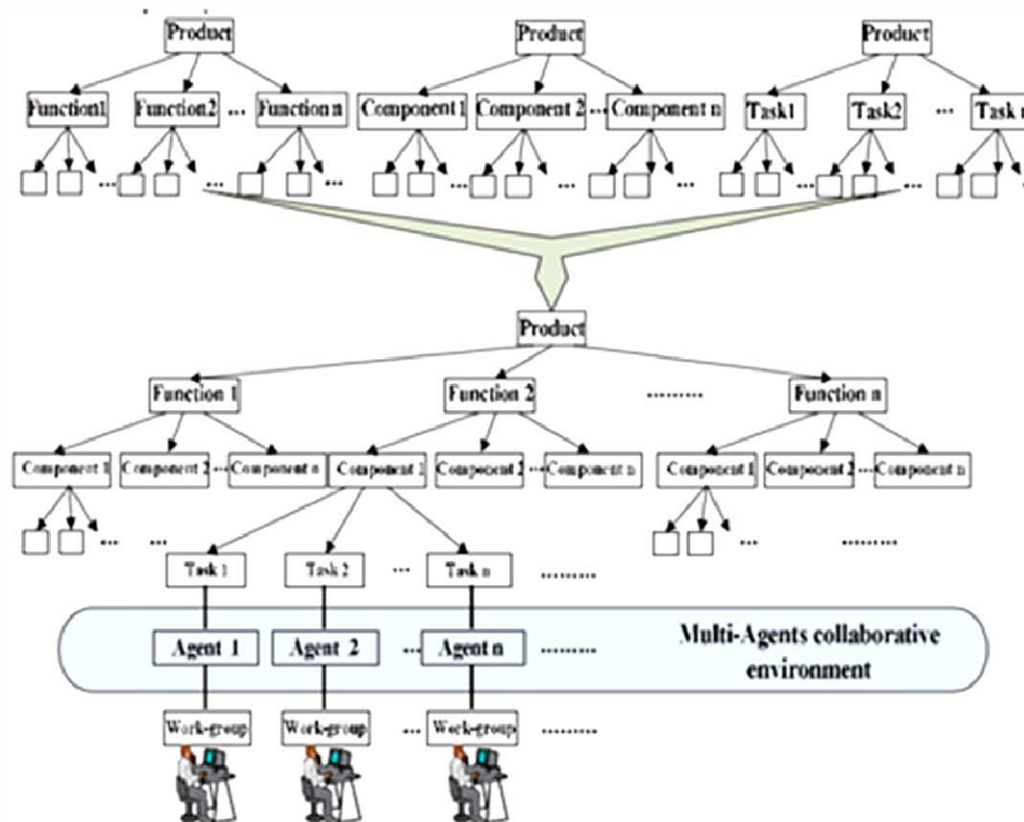 Product Product Product
Function1 Function2 ... Function n Component 1 Component 2 ... Component n Task1 Task2 ... Task
... ... ... ... ... ... ... ...
Product
Function 1 Function 2 ......... Function n
Component 1 Component 2 ... Component n Component 1 Component 2 ... Component n Component 1 Component 2 ... Component n
... ... ... .........
Task 1 Task 2 ... Task n .........
Agent 1 Agent 2 ... Agent n .........
Multi-Agents collaborative
environment
Work-group Work-group ... Work-group .........